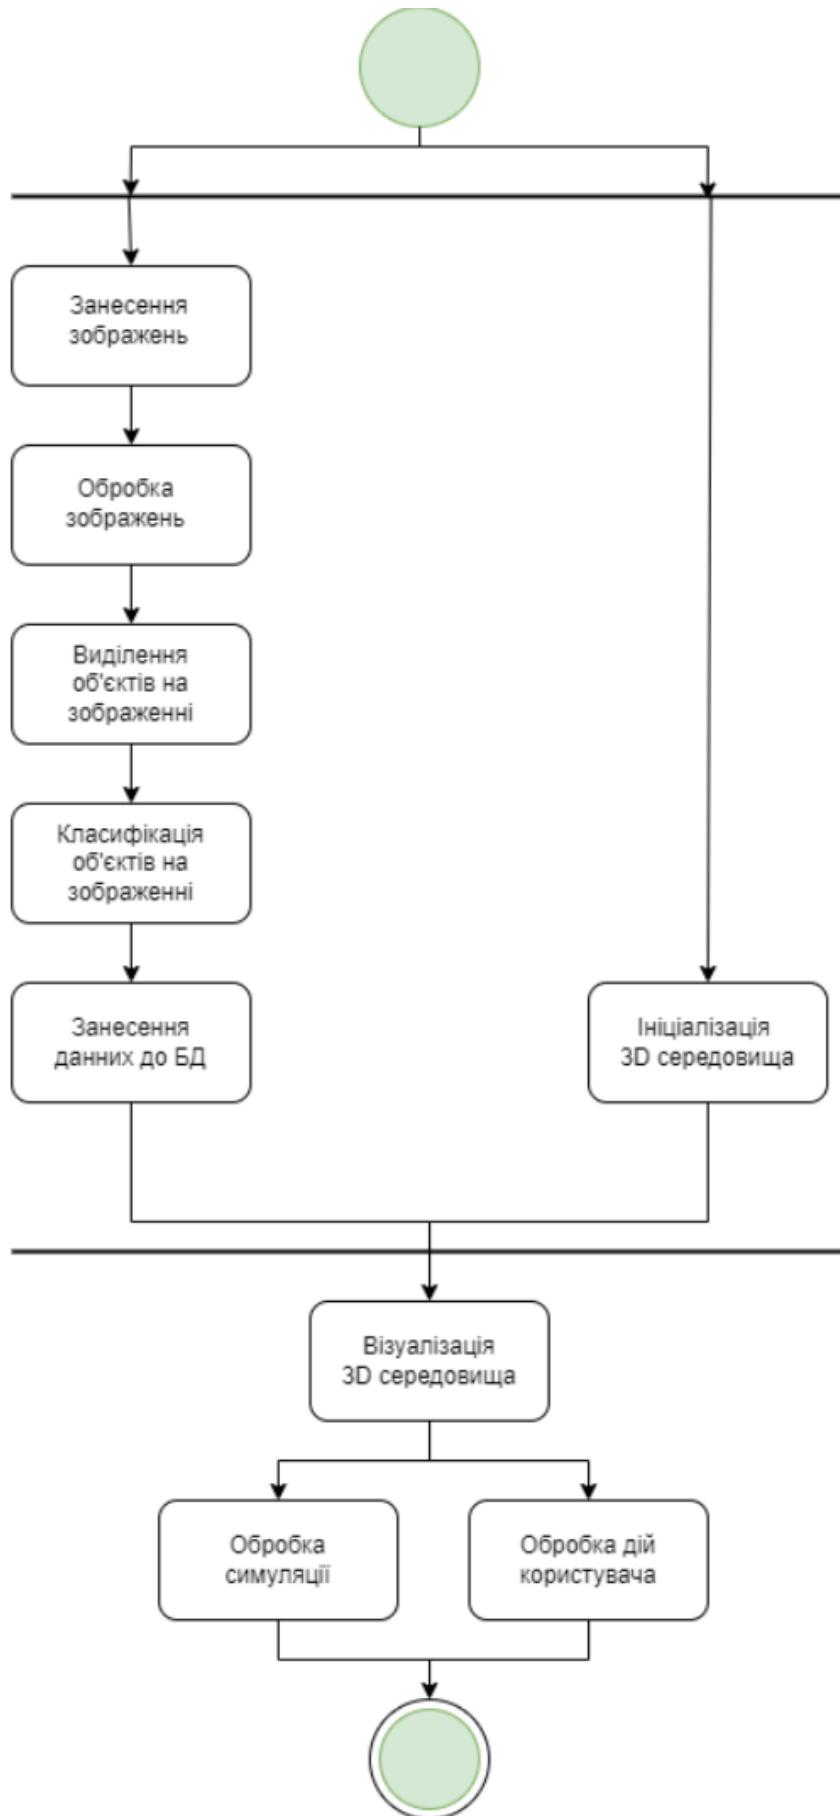 Занесення
зображень
Обробка
зображень
Виділення
об'єктів на
зображенні
Класифікація
об'єктів на
зображенні
Занесення
данних до БД
Ініціалізація
3D середовища
Візуалізація
3D середовища
Обробка
симуляції
Обробка дій
користувача